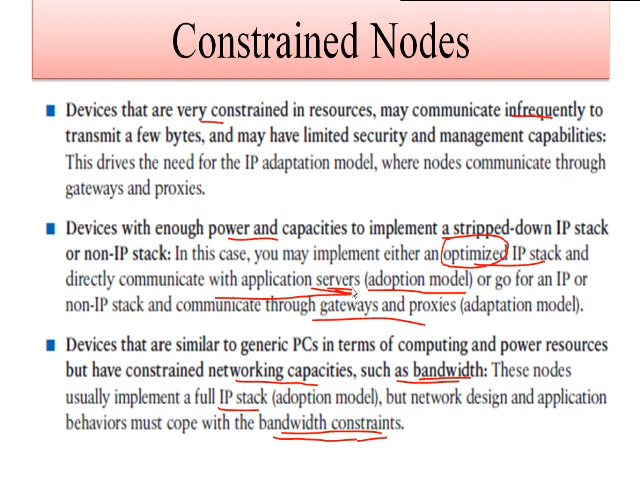 Constrained Nodes
Devices that are very constrained in resources, may communicate infrequently to
transmit a few bytes, and may have limited security and management capabilities:
This drives the need for the IP adaptation model, where nodes communicate through
gateways and proxies.
Devices with enough power and capacities to implement a stripped-down IP stack
or non-IP stack: In this case, you may implement either an optimized IP stack and
directly communicate with application servers (adoption model) or go for an IP or
non-IP stack and communicate through gateways and proxies (adaptation model).
Devices that are similar to generic PCs in terms of computing and power resources
but have constrained networking capacities, such as bandwidth: These nodes
usually implement a full IP stack (adoption model), but network design and application
behaviors must cope with the bandwidth constraints.